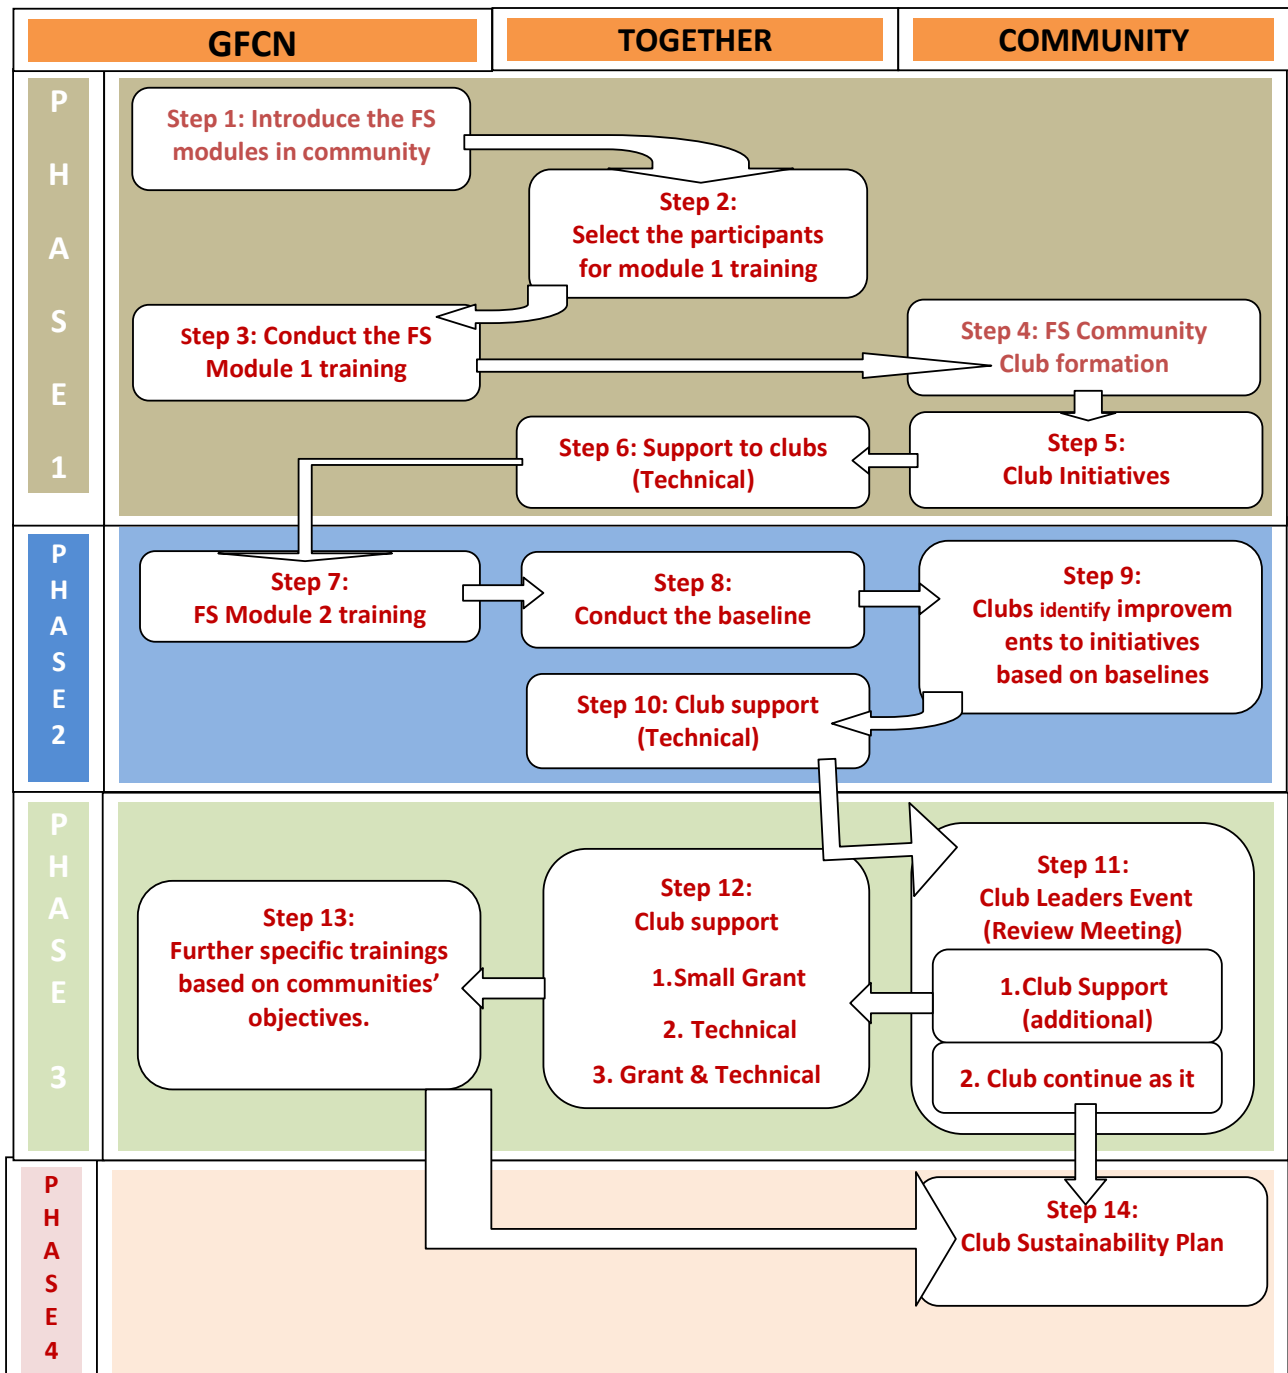 GFCN
TOGETHER
COMMUNITY
PHASE 1
Step 1: Introduce the FS
modules in community
Step 2:
Select the participants
for module 1 training
Step 3: Conduct the FS
Module 1 training
Step 4: FS Community
Club formation
Step 5:
Club Initiatives
Step 6: Support to clubs
(Technical)
PHASE 2
Step 7:
FS Module 2 training
Step 8:
Conduct the baseline
Step 9:
Clubs identify improvem
ents to initiatives
based on baselines
Step 10: Club support
(Technical)
PHASE 3
Step 11:
Club Leaders Event
(Review Meeting)
1. Club Support
(additional)
2. Club continue as it
Step 12:
Club support
1. Small Grant
2. Technical
3. Grant & Technical
Step 13:
Further specific trainings
based on communities’
objectives.
PHASE 4
Step 14:
Club Sustainability Plan